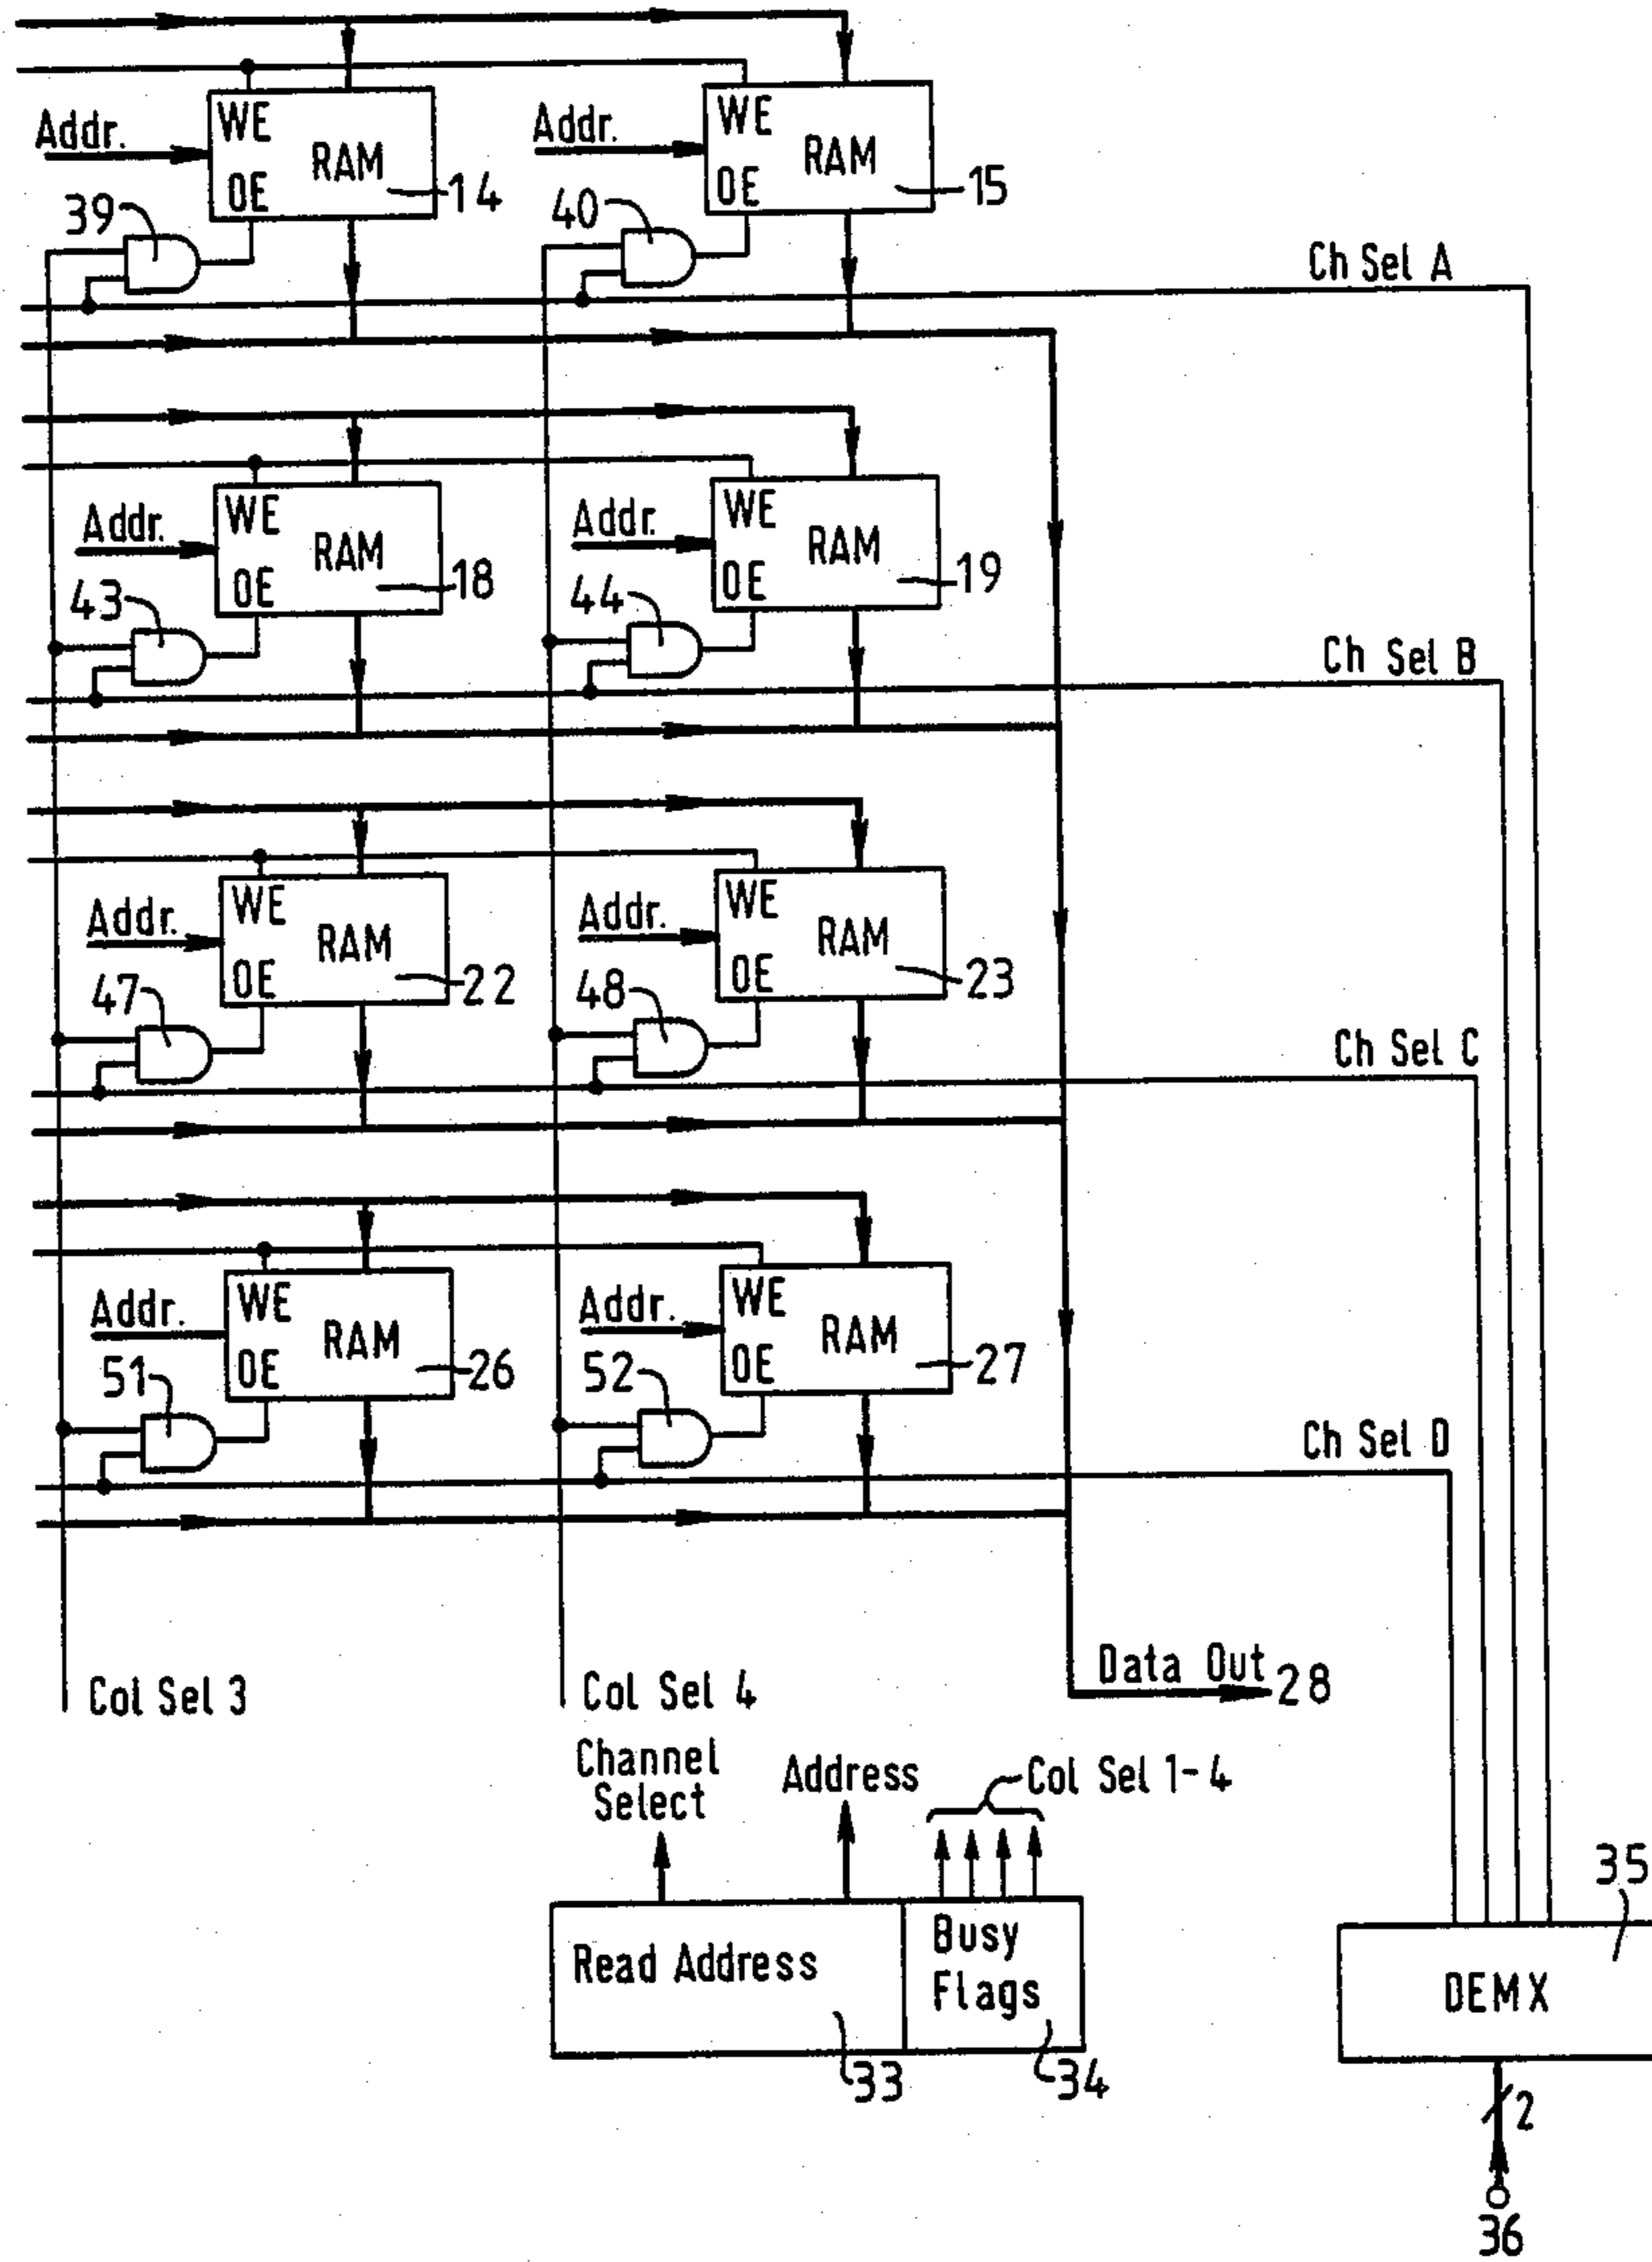 Addr.
WE
RAM
OE
14
39
Addr.
WE
RAM
OE
15
40
Ch Sel A
Addr.
WE
RAM
OE
18
43
Addr.
WE
RAM
OE
19
44
Ch Sel B
Addr.
WE
RAM
OE
22
47
Addr.
WE
RAM
OE
23
48
Ch Sel C
Addr.
WE
RAM
OE
26
51
Addr.
WE
RAM
OE
27
52
Ch Sel D
Col Sel 3
Col Sel 4
Data Out
28
Channel
Select
Address
Col Sel 1-4
Read Address
33
Busy
Flags
34
35
DEMX
2
36